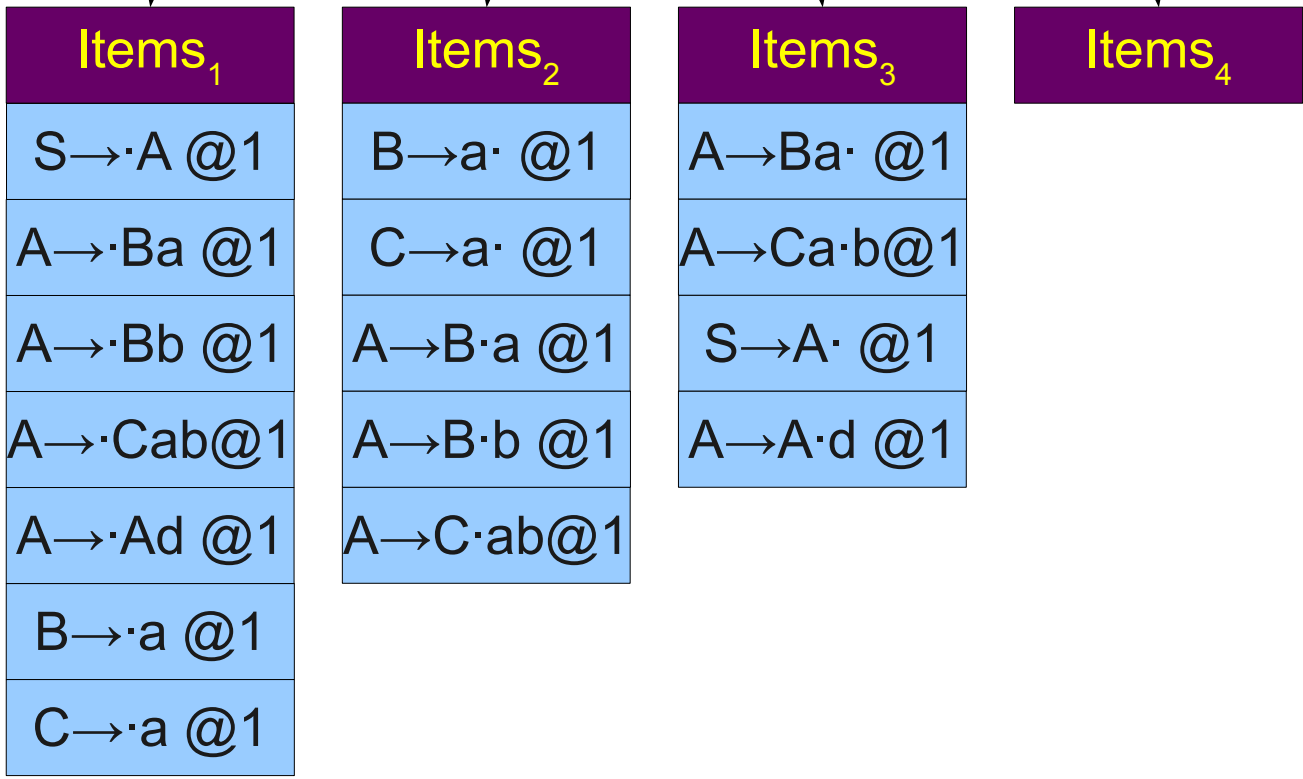 Items₁
S→·A @1
A→·Ba @1
A→·Bb @1
A→·Cab@1
A→·Ad @1
B→·a @1
C→·a @1
Items₂
B→a· @1
C→a· @1
A→B·a @1
A→B·b @1
A→C·ab@1
Items₃
A→Ba· @1
A→Ca·b@1
S→A· @1
A→A·d @1
Items₄